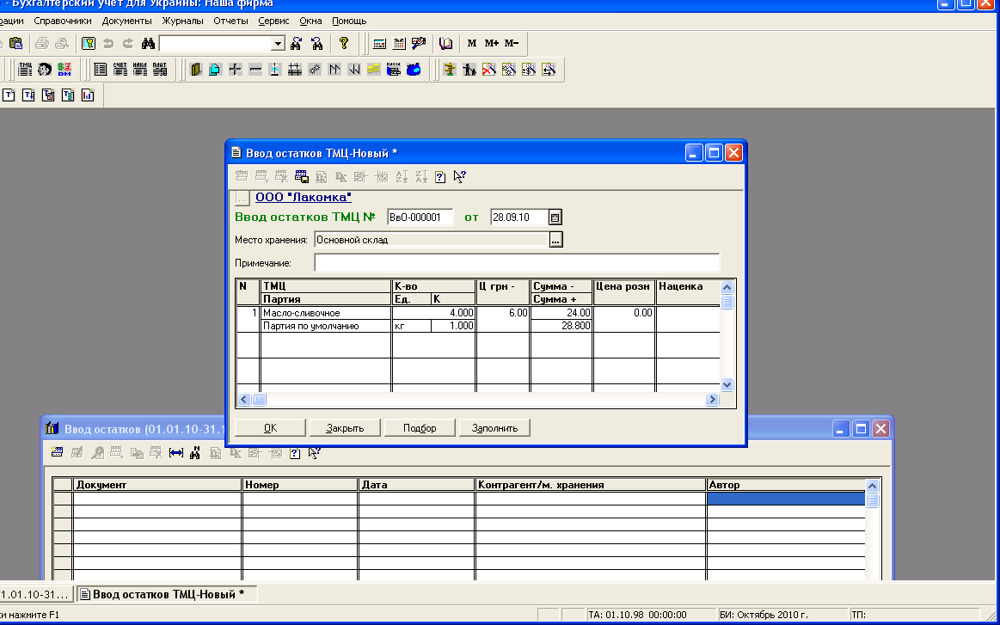 - Бухгалтерский учет для Украины: Наша фирма
рации Справочники Документы Журналы Отчеты Сервис Окна Помощь
M M+ M-
Ввод остатков ТМЦ-Новый *
ООО "Лакомка"
Ввод остатков ТМЦ № ВвО-000001 от 28.09.10
Место хранения: Основной склад ...
Примечание:
N ТМЦ К-во Ц грн - Сумма - Цена розн Наценка
Партия Ед. К Сумма +
1 Масло-сливочное 4.000 6.00 24.00 0.00
Партия по умолчанию кг 1.000 28.800
OK Закрыть Подбор Заполнить
Ввод остатков (01.01.10-31.1
Документ Номер Дата Контрагент/м. хранения Автор
1.01.10-31... Ввод остатков ТМЦ-Новый *
и нажмите F1 TA: 01.10.98 00:00:00 БИ: Октябрь 2010 г. ТП: